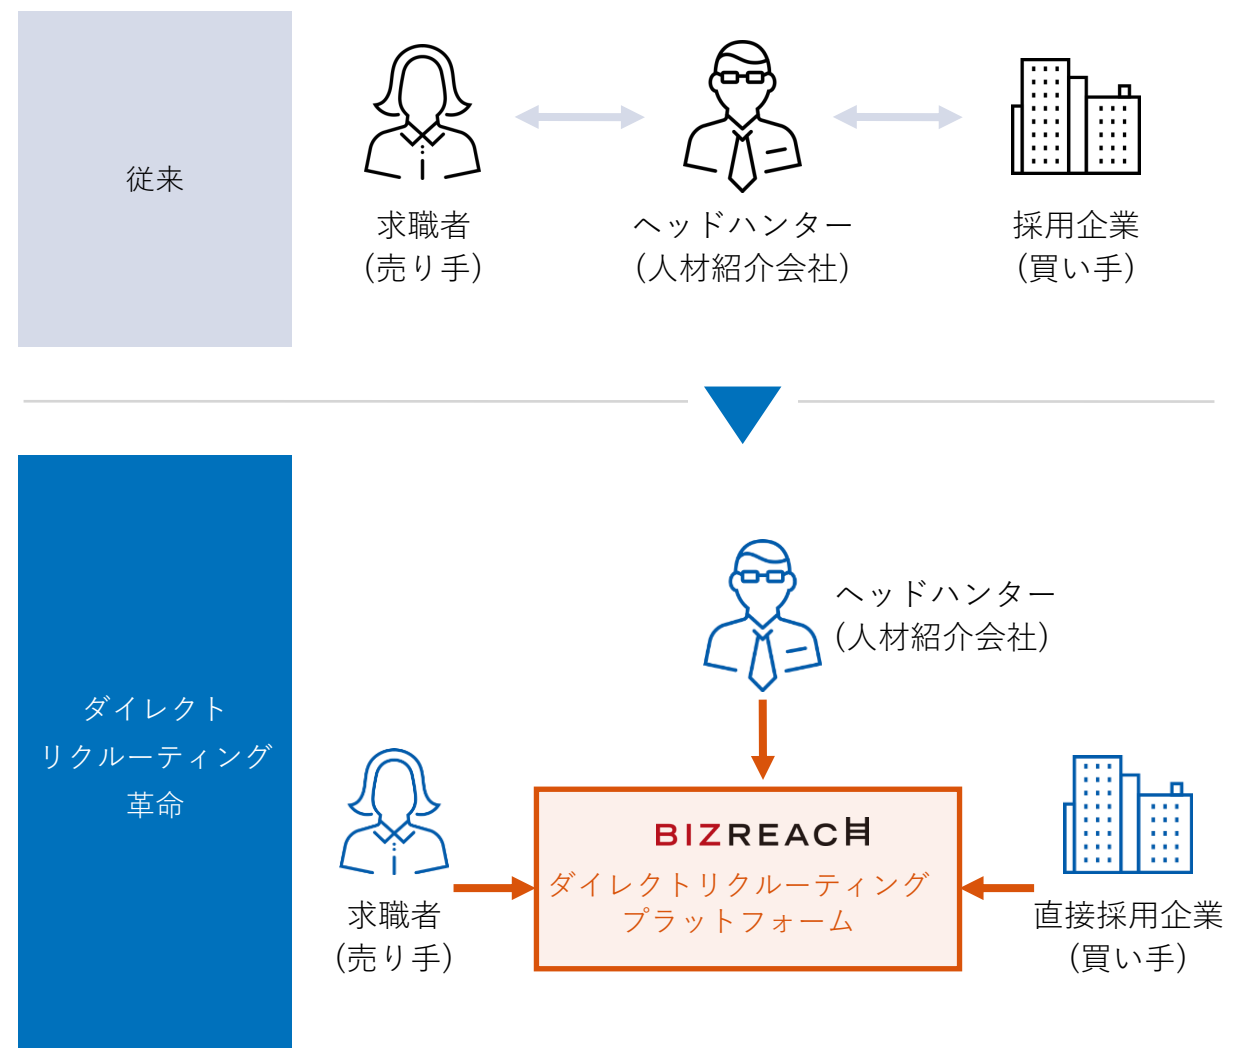 従来
求職者
(売り手)
ヘッドハンター
(人材紹介会社)
採用企業
(買い手)
ダイレクト
リクルーティング
革命
ヘッドハンター
(人材紹介会社)
求職者
(売り手)
BIZREACH
ダイレクトリクルーティング
プラットフォーム
直接採用企業
(買い手)